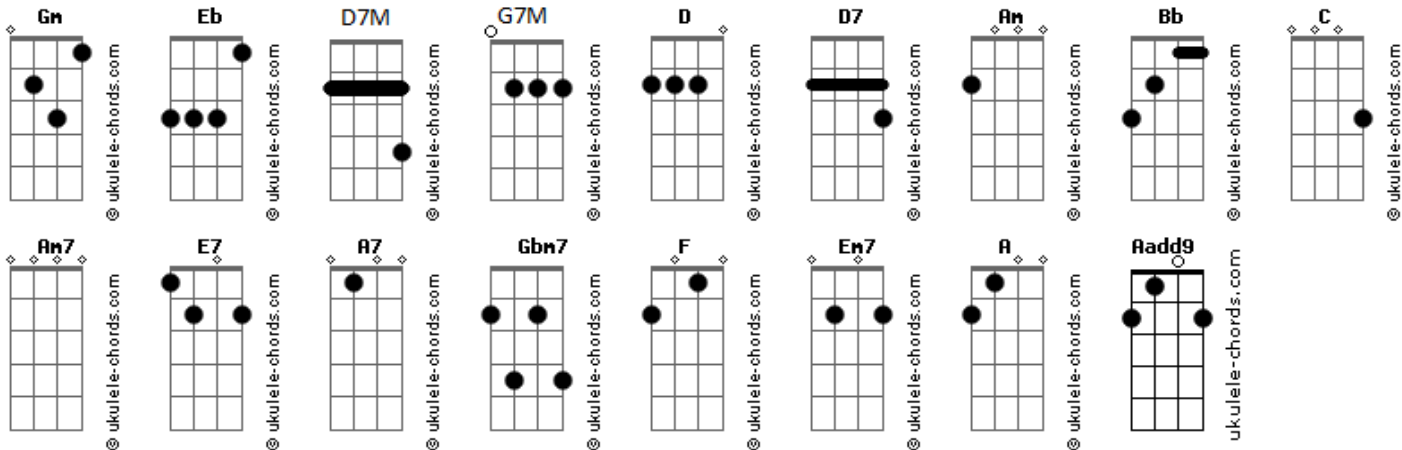 Gm Eb D7M G7M D D7 Am Bb C
© ukulele-chords.com © ukulele-chords.com © ukulele-chords.com © ukulele-chords.com © ukulele-chords.com © ukulele-chords.com © ukulele-chords.com © ukulele-chords.com © ukulele-chords.com
Am7 E7 A7 Gbm7 F Em7 A Aadd9
© ukulele-chords.com © ukulele-chords.com © ukulele-chords.com © ukulele-chords.com © ukulele-chords.com © ukulele-chords.com © ukulele-chords.com ukulele-chords.com